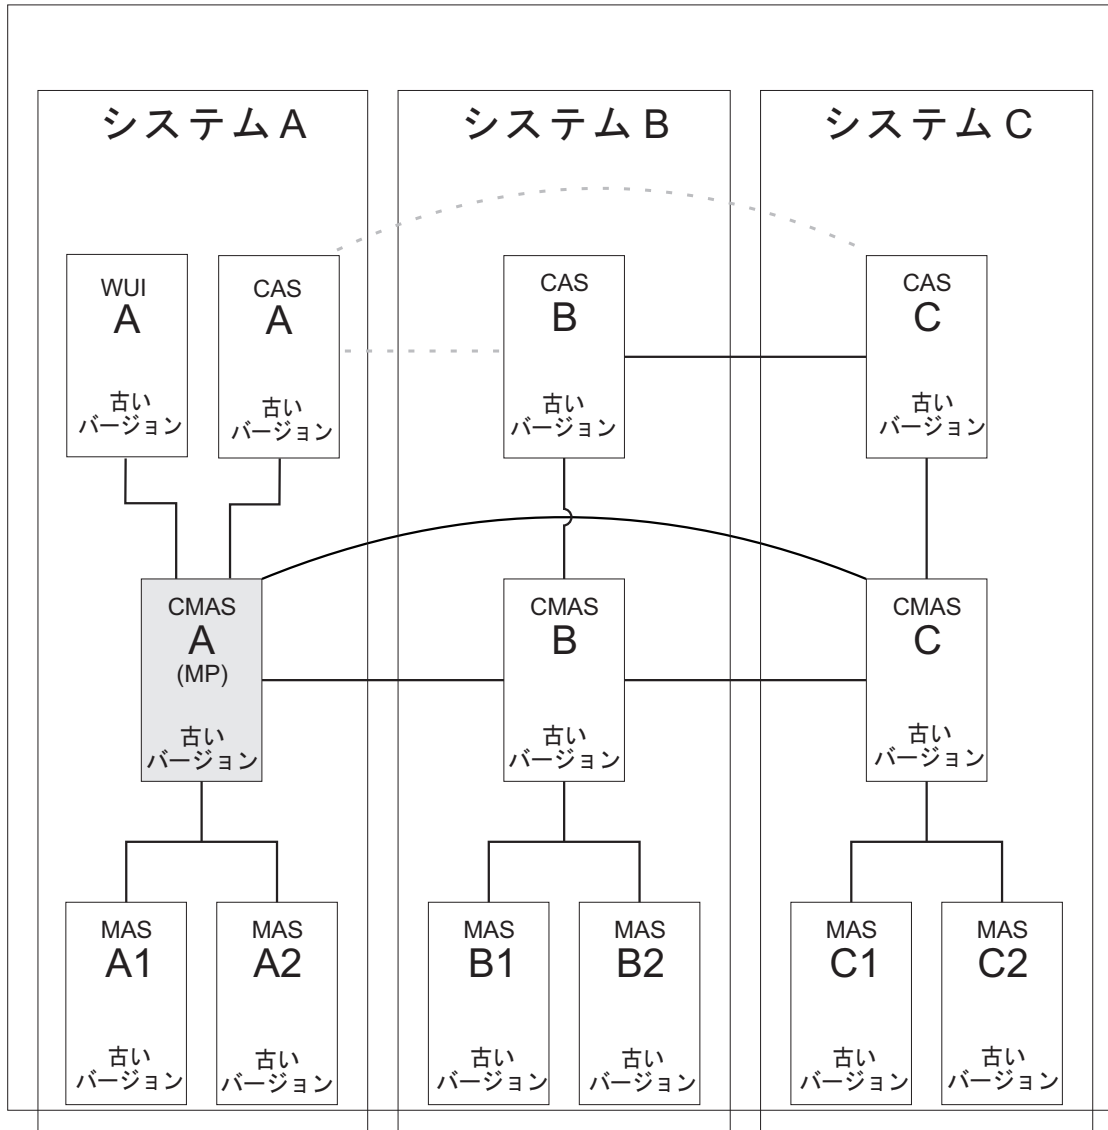 システム A
システム B
システム C
WUI
A
古い
バージョン
CAS
A
古い
バージョン
CAS
B
古い
バージョン
CAS
C
古い
バージョン
CMAS
A
(MP)
古い
バージョン
CMAS
B
古い
バージョン
CMAS
C
古い
バージョン
MAS
A1
古い
バージョン
MAS
A2
古い
バージョン
MAS
B1
古い
バージョン
MAS
B2
古い
バージョン
MAS
C1
古い
バージョン
MAS
C2
古い
バージョン